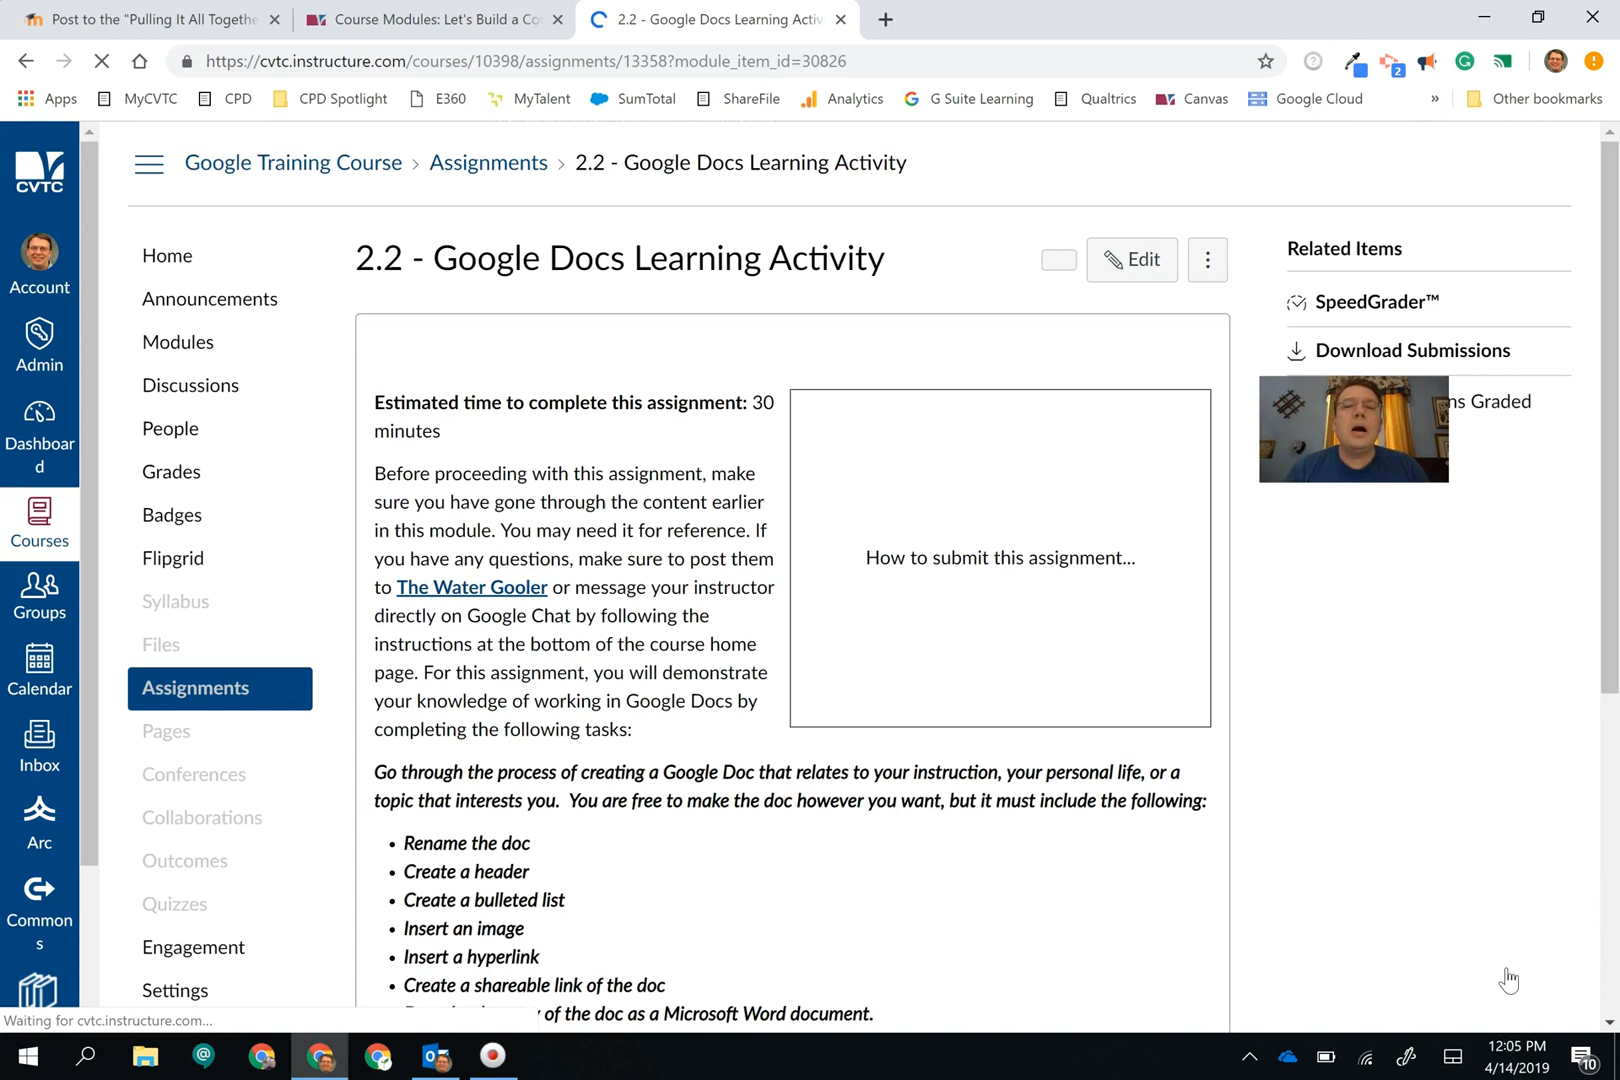 Post to the "Pulling It All Togethe
Course Modules: Let's Build a Co
2.2 - Google Docs Learning Activ
https://cvtc.instructure.com/courses/10398/assignments/13358?module_item_id=30826
2
Apps
MyCVTC
CPD
CPD Spotlight
E360
MyTalent
SumTotal
ShareFile
Analytics
G Suite Learning
Qualtrics
Canvas
Google Cloud
»
Other bookmarks
CVTC
Account
Admin
Dashboar
d
Courses
Groups
Calendar
Inbox
Arc
Common
s
Google Training Course > Assignments > 2.2 - Google Docs Learning Activity
Home
Announcements
Modules
Discussions
People
Grades
Badges
Flipgrid
Syllabus
Files
Assignments
Pages
Conferences
Collaborations
Outcomes
Quizzes
Engagement
Settings
2.2 - Google Docs Learning Activity
Edit
Estimated time to complete this assignment: 30
minutes
Before proceeding with this assignment, make
sure you have gone through the content earlier
in this module. You may need it for reference. If
you have any questions, make sure to post them
to The Water Gooler or message your instructor
directly on Google Chat by following the
instructions at the bottom of the course home
page. For this assignment, you will demonstrate
your knowledge of working in Google Docs by
completing the following tasks:
How to submit this assignment...
Go through the process of creating a Google Doc that relates to your instruction, your personal life, or a
topic that interests you. You are free to make the doc however you want, but it must include the following:
• Rename the doc
• Create a header
• Create a bulleted list
• Insert an image
• Insert a hyperlink
• Create a shareable link of the doc
of the doc as a Microsoft Word document.
Related Items
SpeedGrader™
Download Submissions
ns Graded
Waiting for cvtc.instructure.com...
12:05 PM
4/14/2019
10